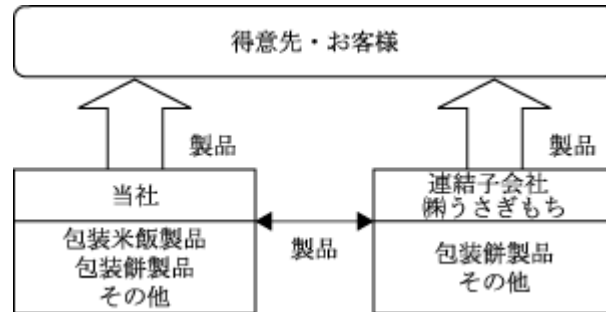 得意先・お客様
製品
製品
当社
連結子会社
㈱うさぎもち
包装米飯製品
包装餅製品
その他
製品
包装餅製品
その他